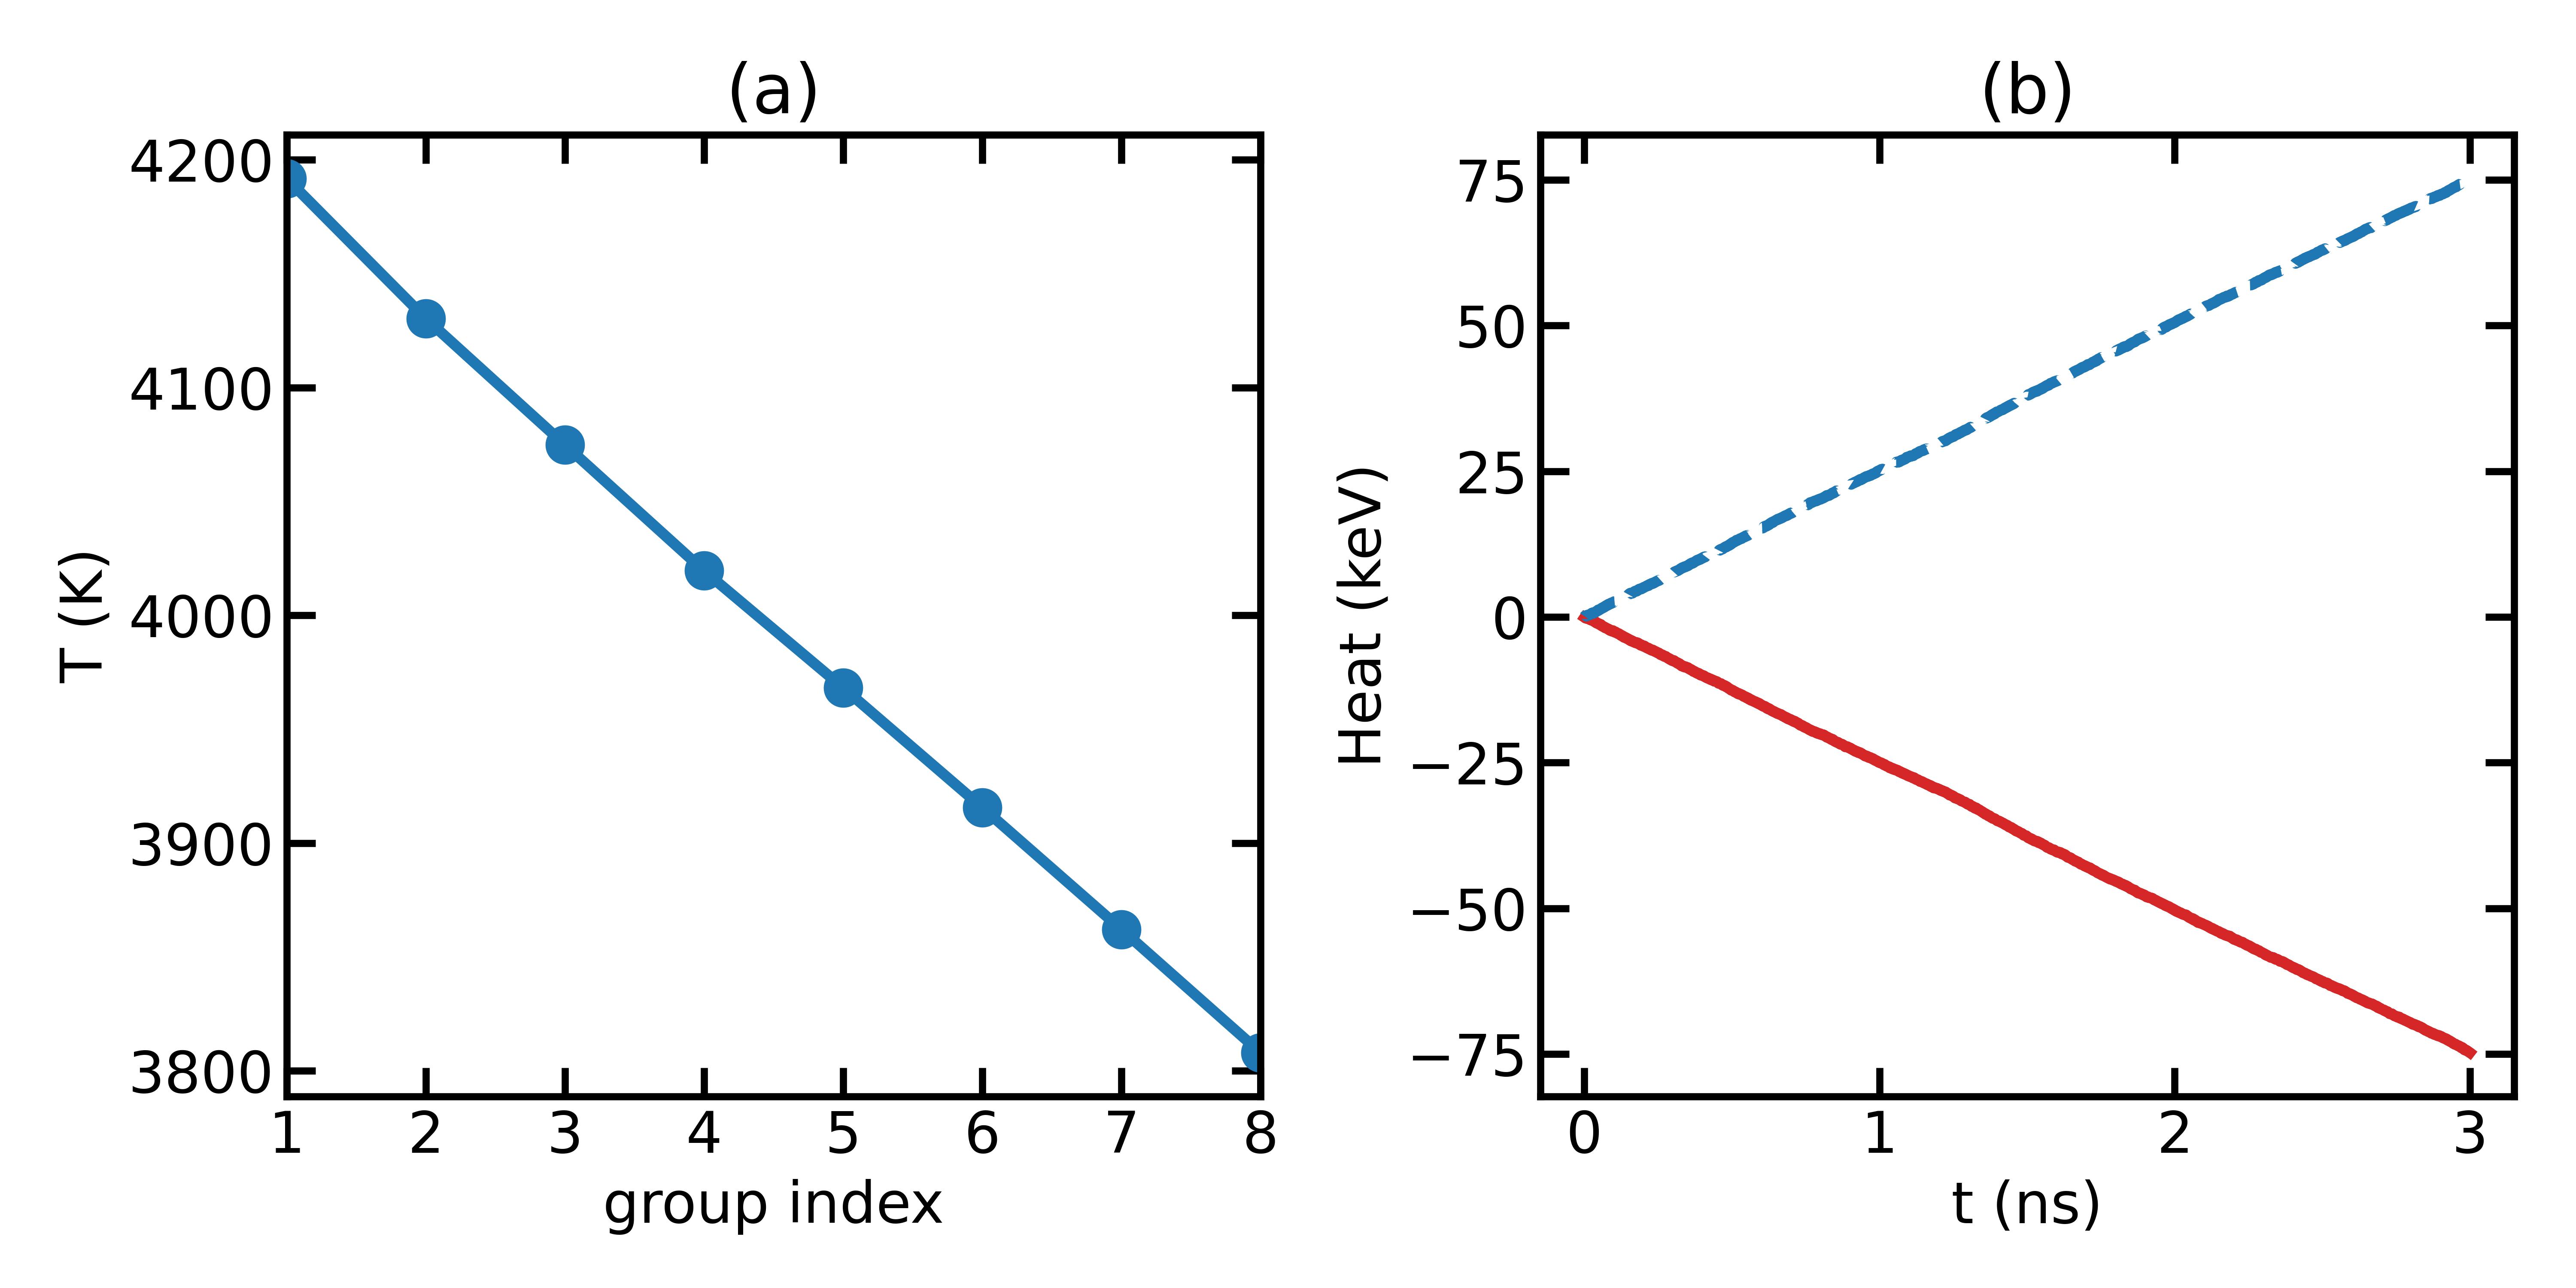 (a)
T (K)
4200
4100
4000
3900
3800
1 2 3 4 5 6 7 8
group index
(b)
Heat (keV)
75
50
25
0
−25
−50
−75
0 1 2 3
t (ns)